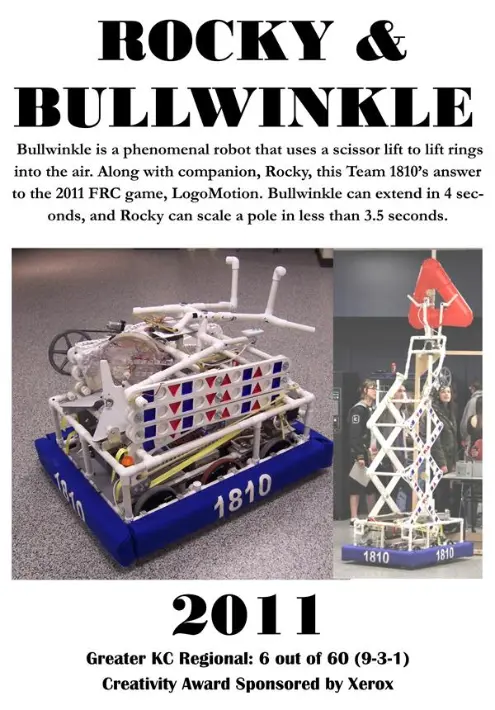 ROCKY &
BULLWINKLE
Bullwinkle is a phenomenal robot that uses a scissor lift to lift rings
into the air. Along with companion, Rocky, this Team 1810's answer
to the 2011 FRC game, LogoMotion. Bullwinkle can extend in 4 sec-
onds, and Rocky can scale a pole in less than 3.5 seconds.
1810
1810
1810
1810
2011
Greater KC Regional: 6 out of 60 (9-3-1)
Creativity Award Sponsored by Xerox